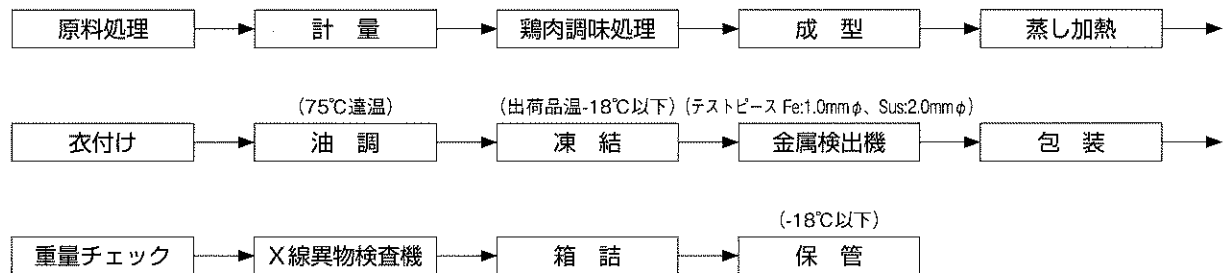 原料処理 計量 鶏肉調味処理 成型 蒸し加熱
(75℃達温) (出荷品温-18℃以下) (テストピース Fe:1.0mmφ、Sus:2.0mmφ)
衣付け 油調 凍結 金属検出機 包装
(-18℃以下)
重量チェック X線異物検査機 箱詰 保管